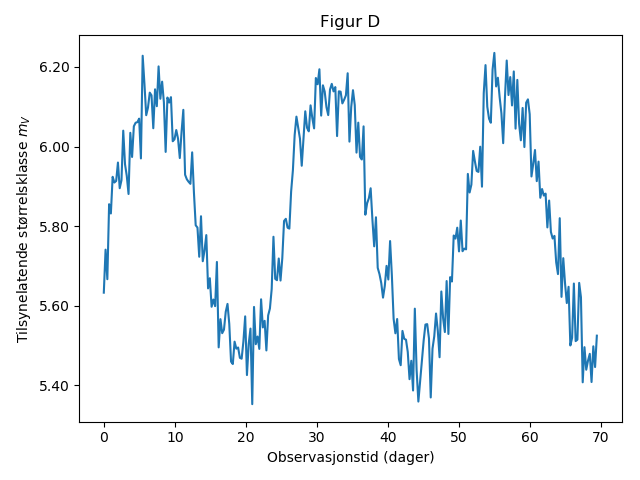 Figur D
Tilsynelatende størrelsesklasse m_V
6.20
6.00
5.80
5.60
5.40
0 10 20 30 40 50 60 70
Observasjonstid (dager)